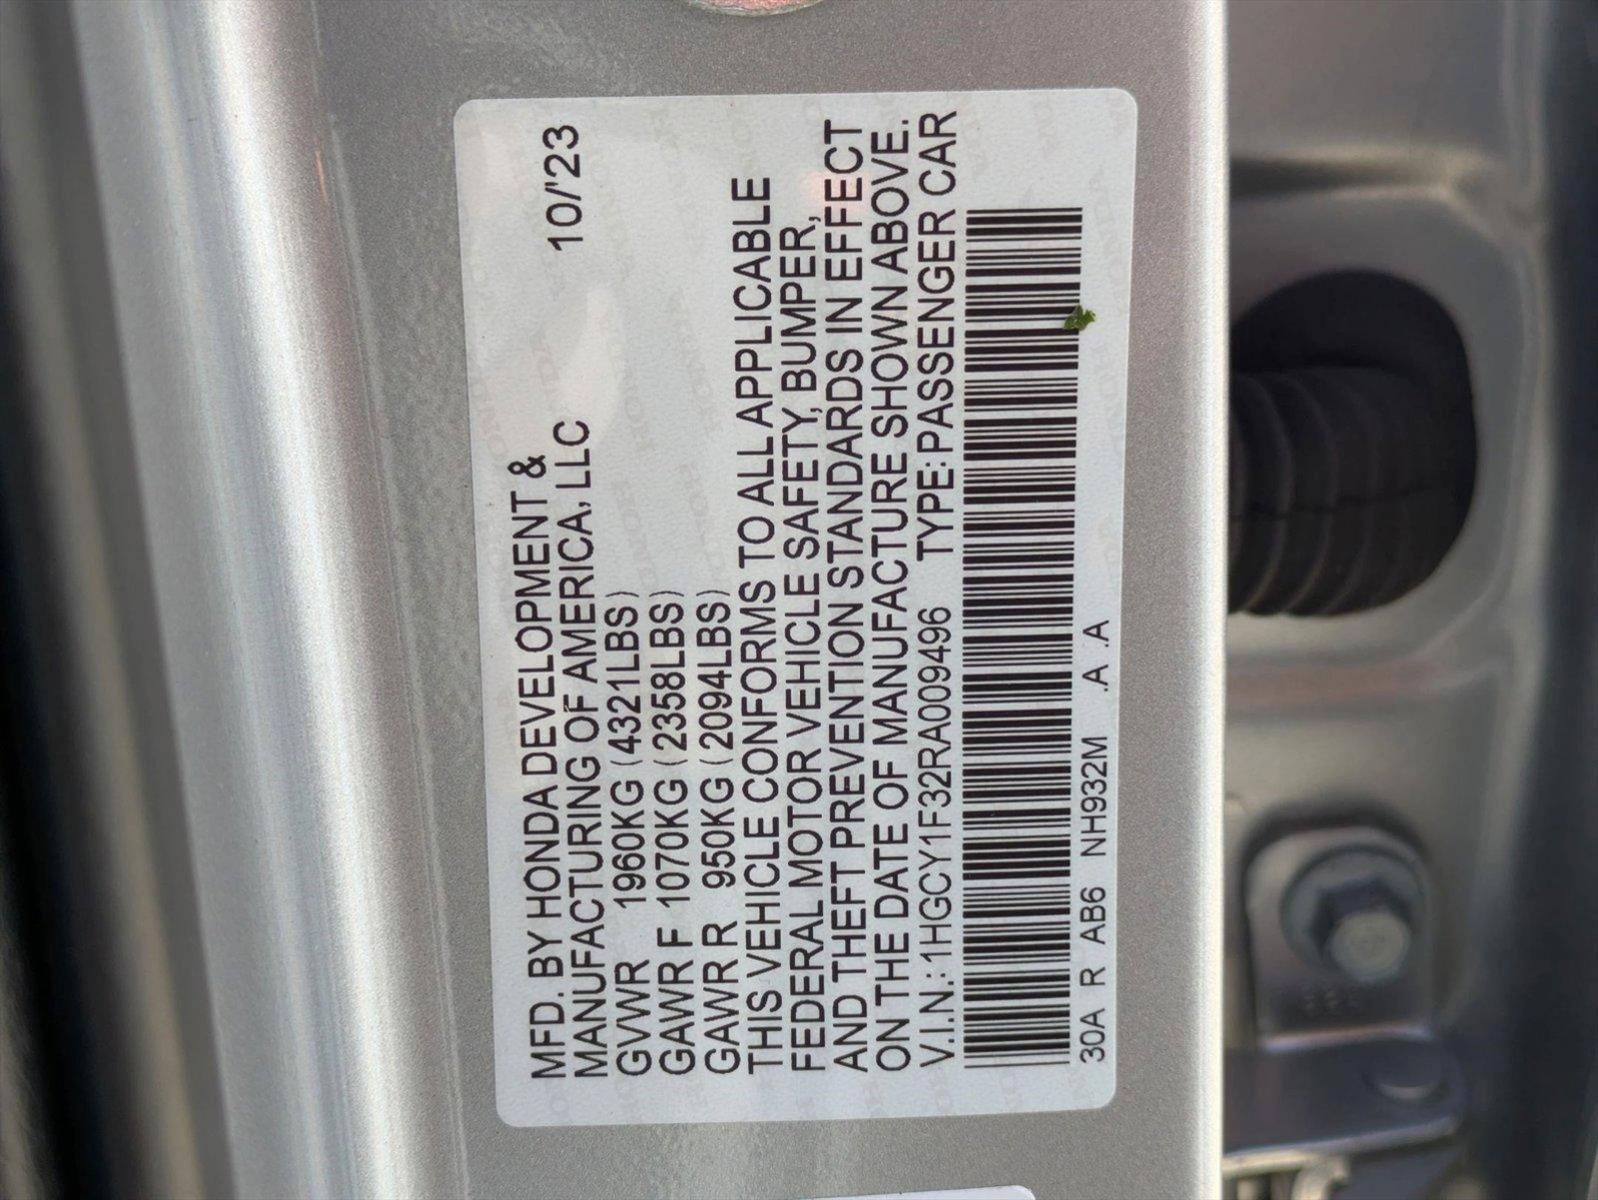 MFD. BY HONDA DEVELOPMENT &
MANUFACTURING OF AMERICA, LLC 10/'23
GVWR 1960KG (4321LBS)
GAWR F 1070KG (2358LBS)
GAWR R 950KG (2094LBS)
THIS VEHICLE CONFORMS TO ALL APPLICABLE
FEDERAL MOTOR VEHICLE SAFETY, BUMPER,
AND THEFT PREVENTION STANDARDS IN EFFECT
ON THE DATE OF MANUFACTURE SHOWN ABOVE.
V.I.N.: 1HGCY1F32RA009496 TYPE: PASSENGER CAR
30A R AB6 NH932M .A .A